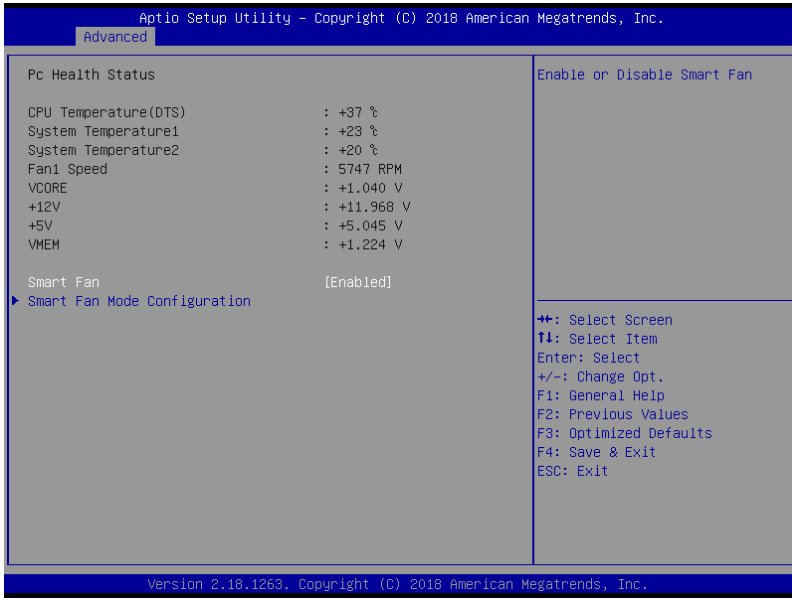 Aptio Setup Utility – Copyright (C) 2018 American Megatrends, Inc.
Advanced
Pc Health Status
CPU Temperature(DTS) : +37 ℃
System Temperature1 : +23 ℃
System Temperature2 : +20 ℃
Fan1 Speed : 5747 RPM
VCORE : +1.040 V
+12V : +11.968 V
+5V : +5.045 V
VMEM : +1.224 V
Smart Fan [Enabled]
Smart Fan Mode Configuration
Enable or Disable Smart Fan
→←: Select Screen
↑↓: Select Item
Enter: Select
+/-: Change Opt.
F1: General Help
F2: Previous Values
F3: Optimized Defaults
F4: Save & Exit
ESC: Exit
Version 2.18.1263. Copyright (C) 2018 American Megatrends, Inc.